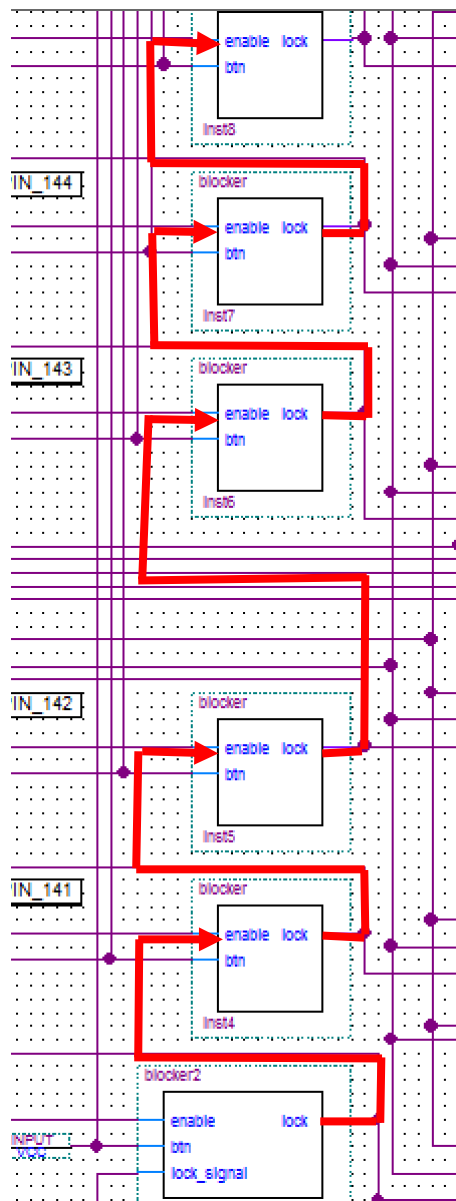 enable lock
btn
Inst8
PIN_144
blocker
enable lock
btn
Inst7
PIN_143
blocker
enable lock
btn
Inst6
PIN_142
blocker
enable lock
btn
Inst5
PIN_141
blocker
enable lock
btn
Inst4
blocker2
enable lock
INPUT
VCC
btn
lock_signal